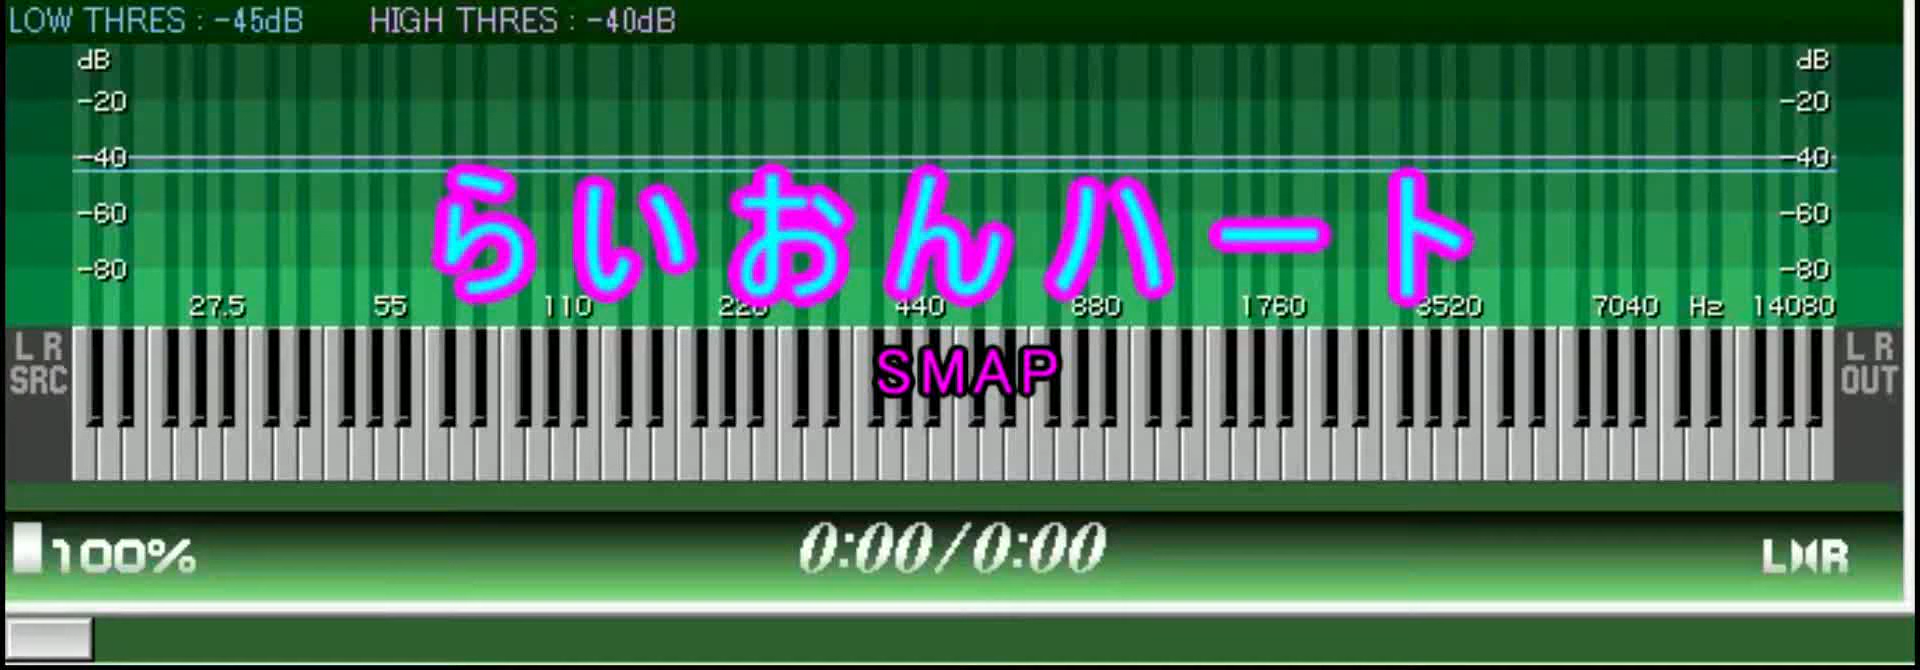 LOW THRES : -45dB HIGH THRES : -40dB
dB dB
-20 -20
-40 -40
らいおんハート
-60 -60
-80 -80
27.5 55 110 220 440 880 1760 3520 7040 Hz 14080
L R L R
SRC SMAP OUT
100% 0:00/0:00 LR